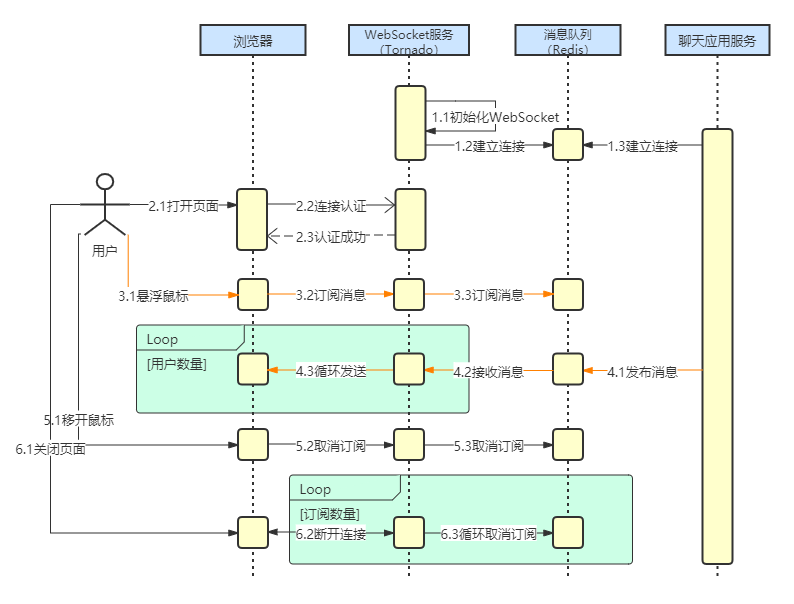 浏览器
WebSocket服务
（Tornado）
消息队列
（Redis）
聊天应用服务
1.1初始化WebSocket
1.2建立连接
1.3建立连接
2.1打开页面
2.2连接认证
2.3认证成功
用户
3.1悬浮鼠标
3.2订阅消息
3.3订阅消息
Loop
[用户数量]
4.3循环发送
4.2接收消息
4.1发布消息
5.1移开鼠标
6.1关闭页面
5.2取消订阅
5.3取消订阅
Loop
[订阅数量]
6.2断开连接
6.3循环取消订阅